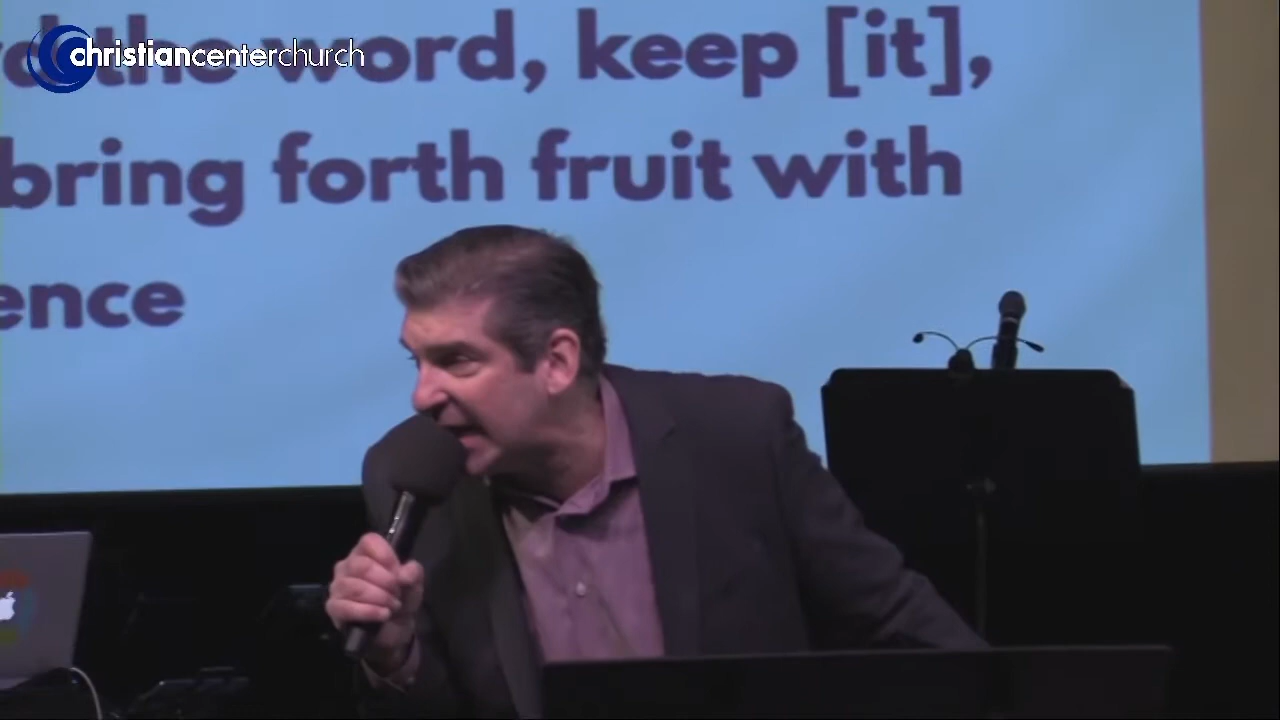 christiancenterchurch
the word, keep [it],
bring forth fruit with
ence